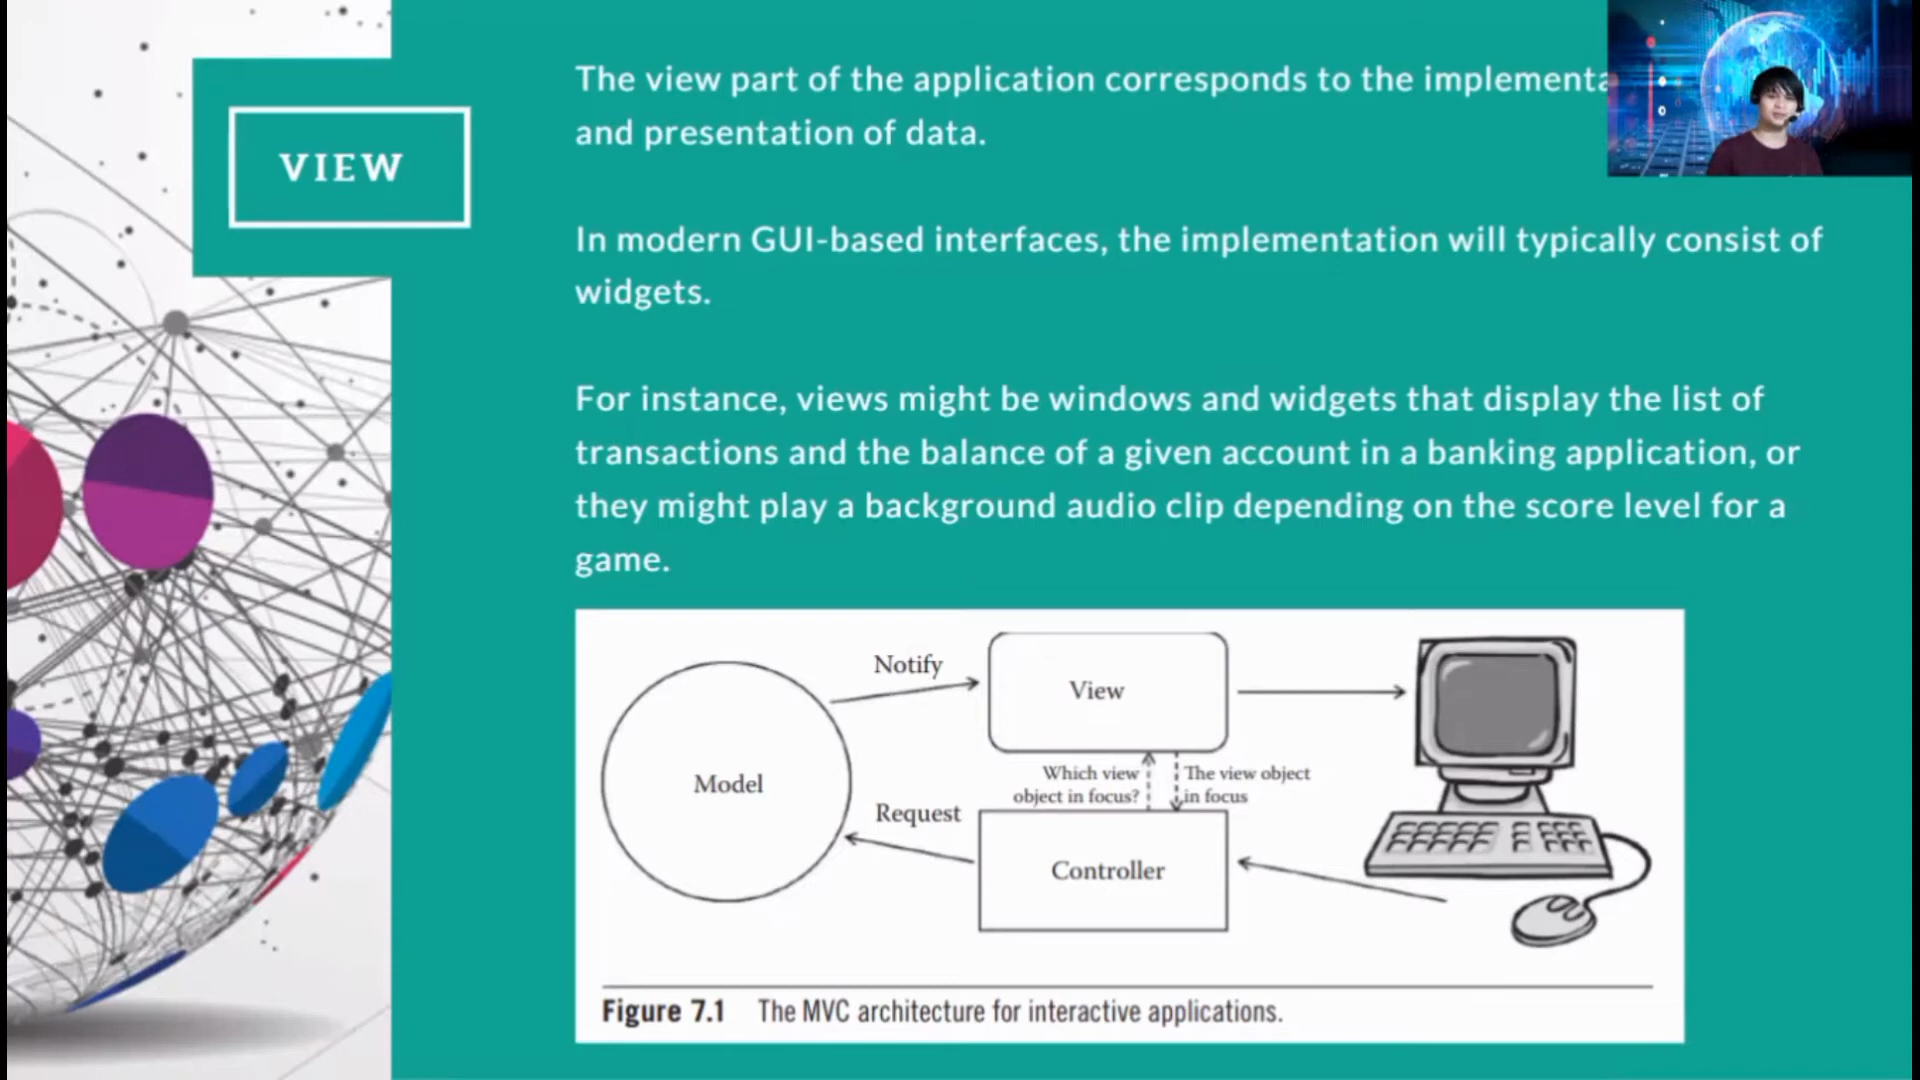 VIEW
The view part of the application corresponds to the
and presentation of data.
In modern GUI-based interfaces, the implementation will typically consist of
widgets.
For instance, views might be windows and widgets that display the list of
transactions and the balance of a given account in a banking application, or
they might play a background audio clip depending on the score level for a
game.
Notify
View
Model
Which view
object in focus?
The view object
in focus
Request
Controller
Figure 7.1 The MVC architecture for interactive applications.